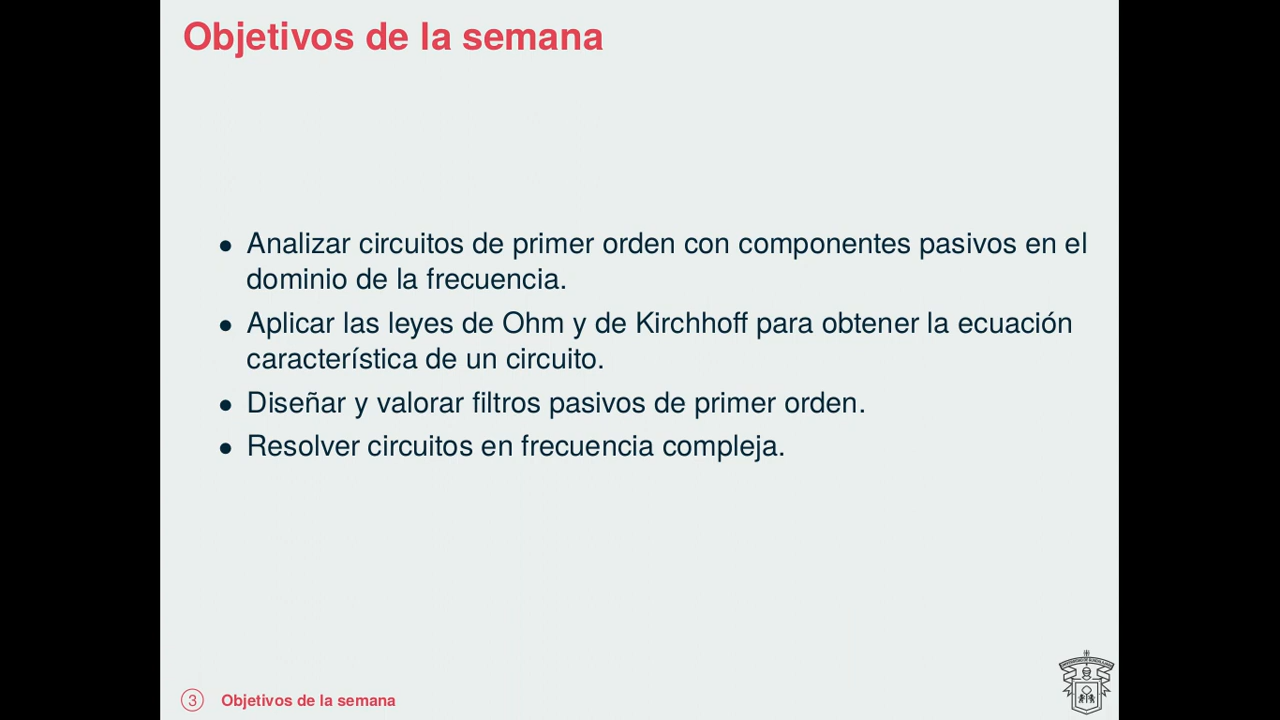 Objetivos de la semana
• Analizar circuitos de primer orden con componentes pasivos en el
dominio de la frecuencia.
• Aplicar las leyes de Ohm y de Kirchhoff para obtener la ecuación
característica de un circuito.
• Diseñar y valorar filtros pasivos de primer orden.
• Resolver circuitos en frecuencia compleja.
3 Objetivos de la semana